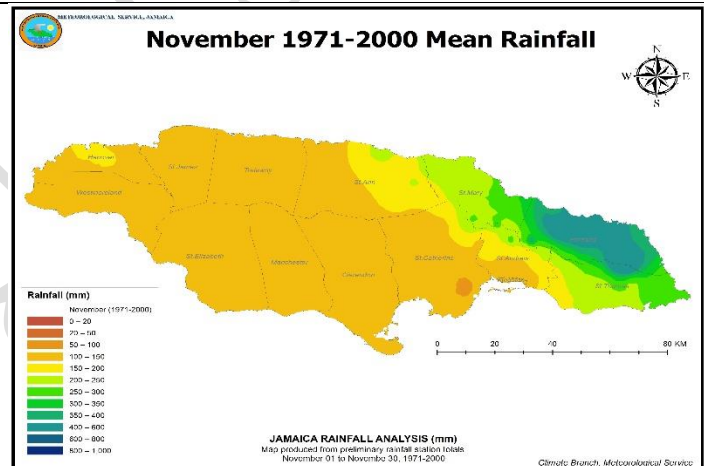 METEOROLOGICAL SERVICE, JAMAICA
November 1971-2000 Mean Rainfall
N
W E
S
Hanover
St.James
Trelawny
St.Ann
St.Mary
Westmoreland
St.Elizabeth
Manchester
Clarendon
St.Catherine
St.Andrew
St.Thomas
Rainfall (mm)
November (1971-2000)
0 – 20
20 – 50
50 – 100
100 – 150
150 – 200
200 – 250
250 – 300
300 – 350
350 – 400
400 – 600
600 – 800
800 – 1,000
0 20 40 80 KM
JAMAICA RAINFALL ANALYSIS (mm)
Map produced from preliminary rainfall station totals
November 01 to Novembe 30, 1971-2000
Climate Branch, Meteorological Service